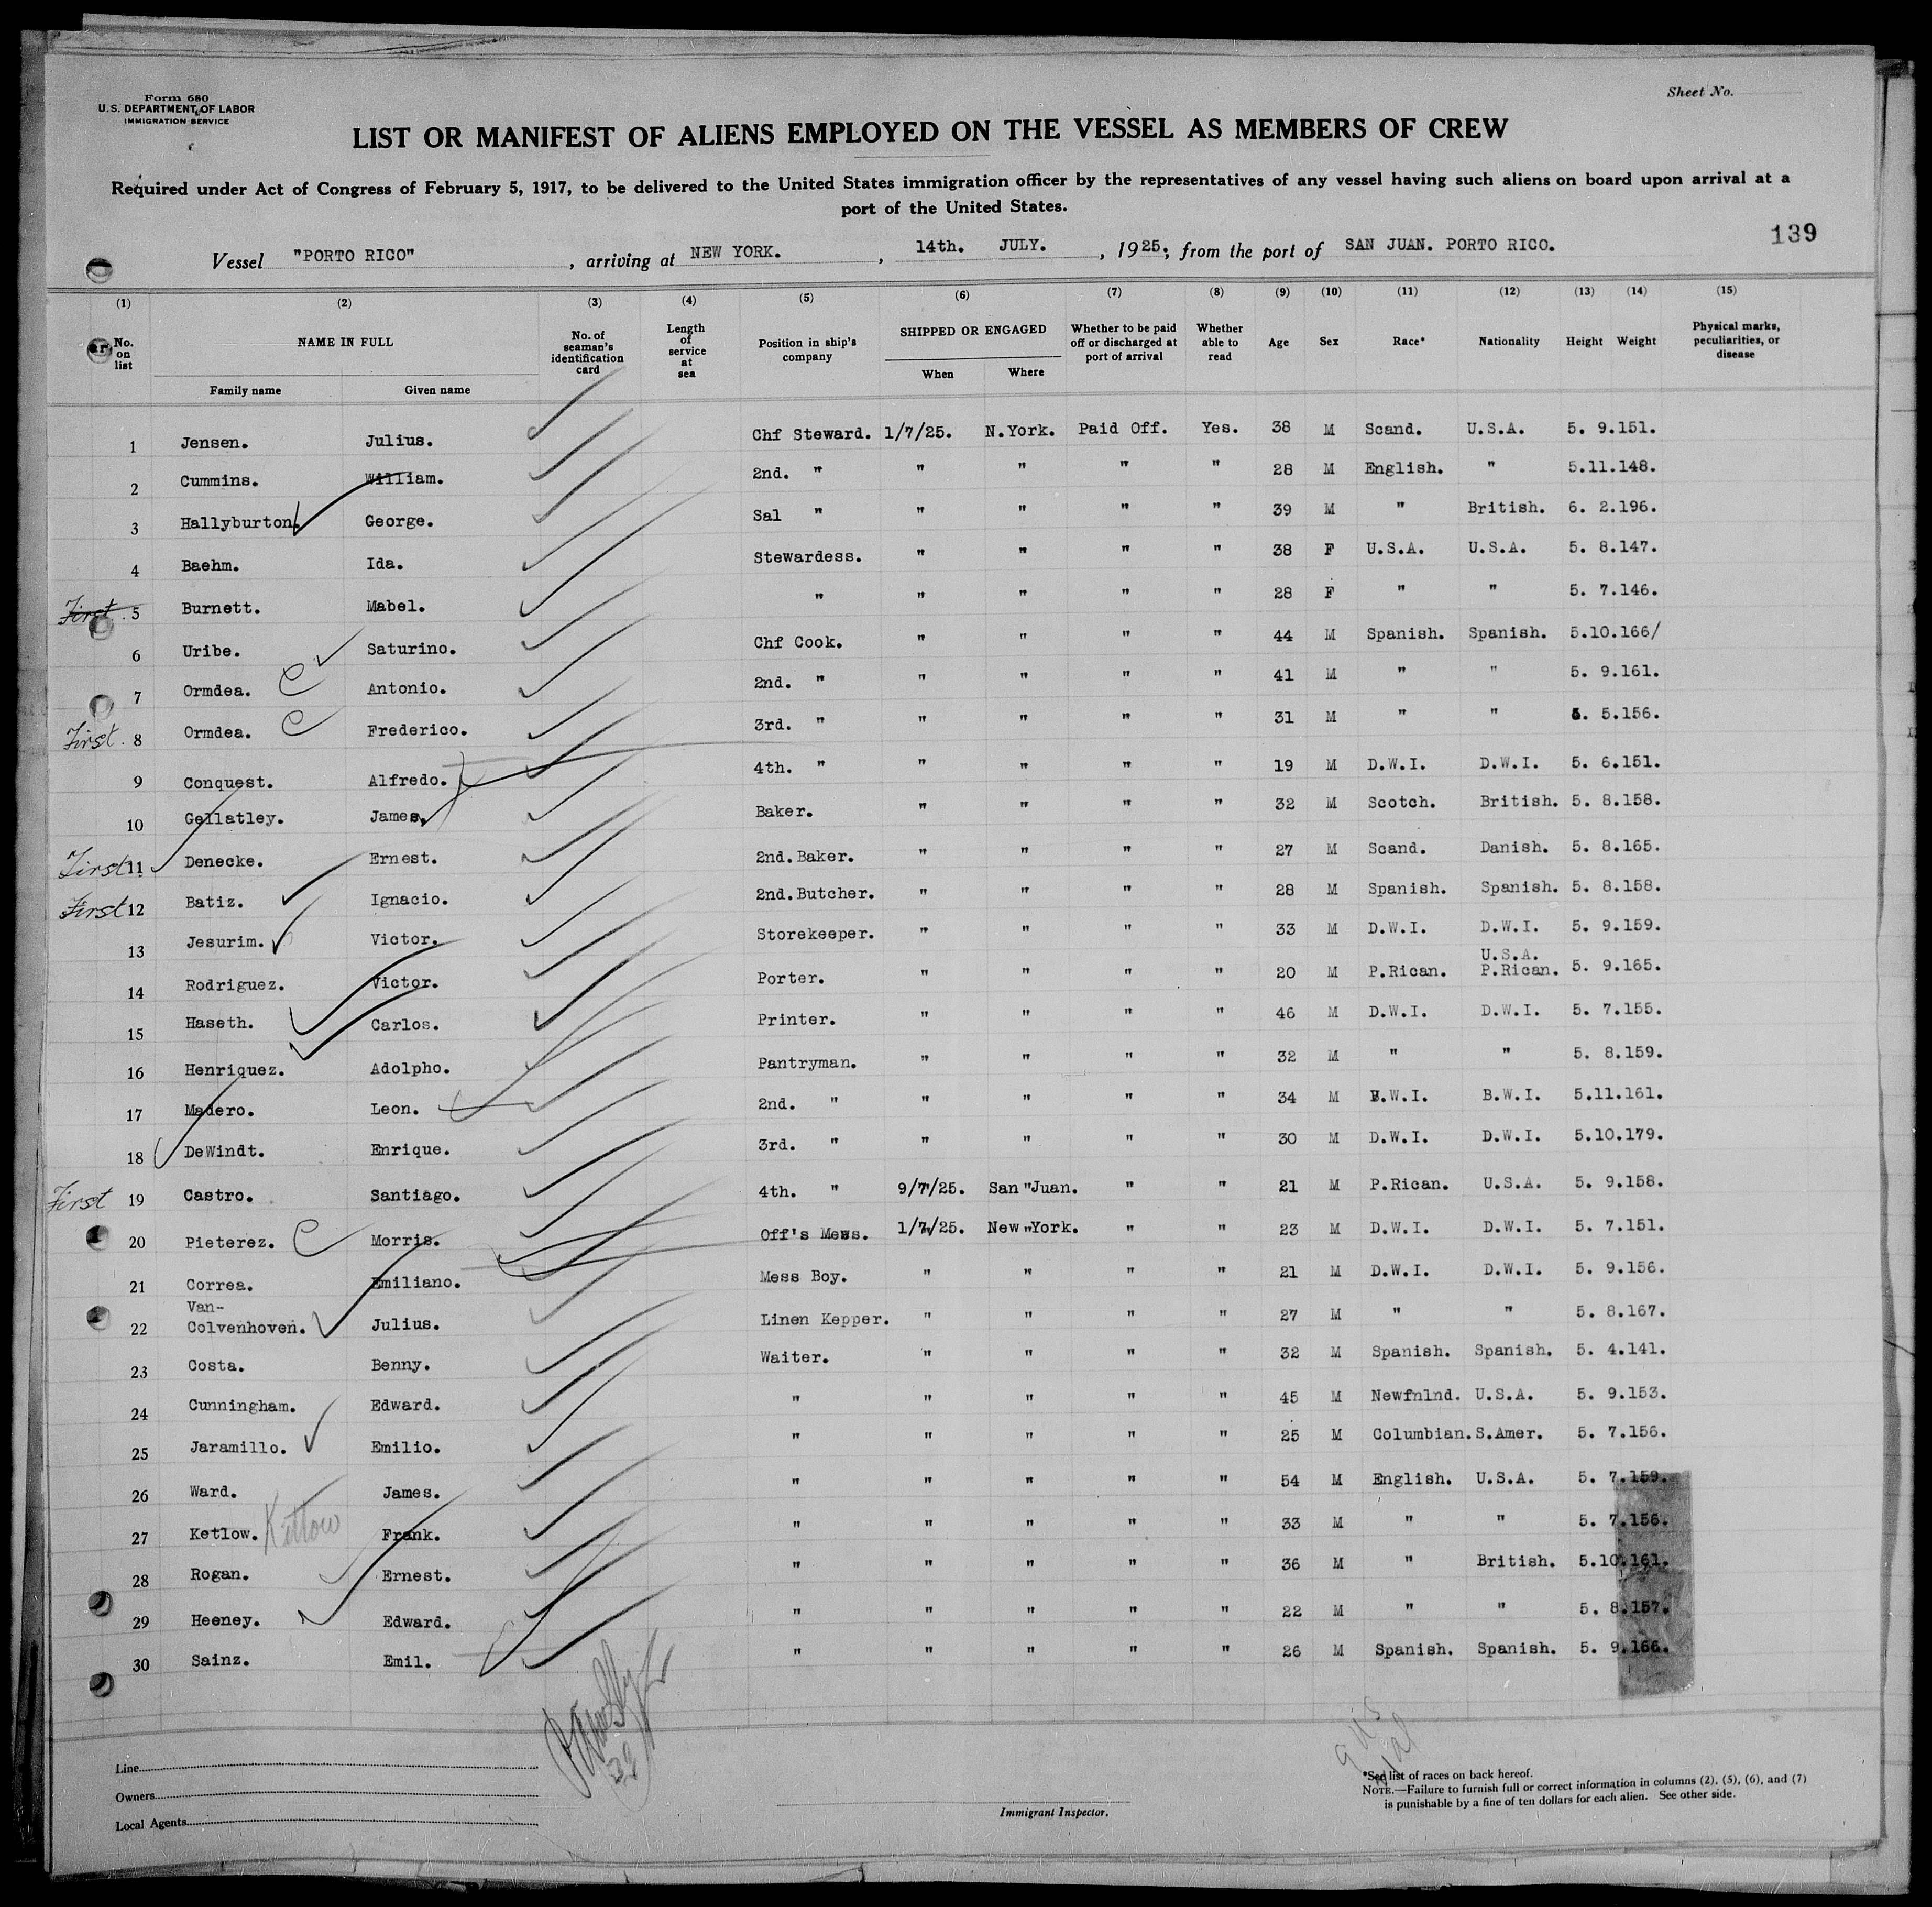 Form 680
U.S. DEPARTMENT OF LABOR
IMMIGRATION SERVICE
Sheet No.
LIST OR MANIFEST OF ALIENS EMPLOYED ON THE VESSEL AS MEMBERS OF CREW
Required under Act of Congress of February 5, 1917, to be delivered to the United States immigration officer by the representatives of any vessel having such aliens on board upon arrival at a
port of the United States.
139
Vessel "PORTO RICO", arriving at NEW YORK., 14th. JULY., 1925; from the port of SAN JUAN. PORTO RICO.
(1) (2) (3) (4) (5) (6) (7) (8) (9) (10) (11) (12) (13) (14) (15)
No. on list NAME IN FULL Family name Given name No. of seaman's identification card Length of service at sea Position in ship's company SHIPPED OR ENGAGED When Where Whether to be paid off or discharged at port of arrival Whether able to read Age Sex Race* Nationality Height Weight Physical marks, peculiarities, or disease
1 Jensen. Julius. Chf Steward. 1/7/25. N.York. Paid Off. Yes. 38 M Scand. U.S.A. 5. 9.151.
2 Cummins. William. 2nd. " " " " " 28 M English. " 5.11.148.
3 Hallyburton. George. Sal " " " " " 39 M " British. 6. 2.196.
4 Baehm. Ida. Stewardess. " " " " 38 F U.S.A. U.S.A. 5. 8.147.
First. 5 Burnett. Mabel. " " " " " 28 F " " 5. 7.146.
6 Uribe. Saturino. Chf Cook. " " " " 44 M Spanish. Spanish. 5.10.166/
7 Ormdea. C Antonio. 2nd. " " " " " 41 M " " 5. 9.161.
First. 8 Ormdea. C Frederico. 3rd. " " " " " 31 M " " 5. 5.156.
9 Conquest. Alfredo. 4th. " " " " " 19 M D.W.I. D.W.I. 5. 6.151.
10 Gellatley. James. Baker. " " " " 32 M Scotch. British. 5. 8.158.
First 11 Denecke. Ernest. 2nd.Baker. " " " " 27 M Scand. Danish. 5. 8.165.
First 12 Batiz. Ignacio. 2nd.Butcher. " " " " 28 M Spanish. Spanish. 5. 8.158.
13 Jesurim. Victor. Storekeeper. " " " " 33 M D.W.I. D.W.I. 5. 9.159.
14 Rodriguez. Victor. Porter. " " " " 20 M P.Rican. U.S.A. P.Rican. 5. 9.165.
15 Haseth. Carlos. Printer. " " " " 46 M D.W.I. D.W.I. 5. 7.155.
16 Henriquez. Adolpho. Pantryman. " " " " 32 M " " 5. 8.159.
17 Madero. Leon. 2nd. " " " " " 34 M B.W.I. B.W.I. 5.11.161.
18 DeWindt. Enrique. 3rd. " " " " " 30 M D.W.I. D.W.I. 5.10.179.
First 19 Castro. Santiago. 4th. " 9/7/25. San Juan. " " 21 M P.Rican. U.S.A. 5. 9.158.
20 Pieterez. C Morris. Off's Mess. 1/7/25. New York. " " 23 M D.W.I. D.W.I. 5. 7.151.
21 Correa. Emiliano. Mess Boy. " " " " 21 M D.W.I. D.W.I. 5. 9.156.
22 Van-Colvenhoven. Julius. Linen Kepper. " " " " 27 M " " 5. 8.167.
23 Costa. Benny. Waiter. " " " " 32 M Spanish. Spanish. 5. 4.141.
24 Cunningham. Edward. " " " " " 45 M Newfnlnd. U.S.A. 5. 9.153.
25 Jaramillo. Emilio. " " " " " 25 M Columbian. S.Amer. 5. 7.156.
26 Ward. James. " " " " " 54 M English. U.S.A. 5. 7.159.
27 Ketlow. Kitlow Frank. " " " " " 33 M " " 5. 7.156.
28 Rogan. Ernest. " " " " " 36 M " British. 5.10.161.
29 Heeney. Edward. " " " " " 22 M " " 5. 8.157.
30 Sainz. Emil. " " " " " 26 M Spanish. Spanish. 5. 9.166.
9 US
Line
Owners
Local Agents
Immigrant Inspector.
*See list of races on back hereof.
NOTE.—Failure to furnish full or correct information in columns (2), (5), (6), and (7)
is punishable by a fine of ten dollars for each alien. See other side.